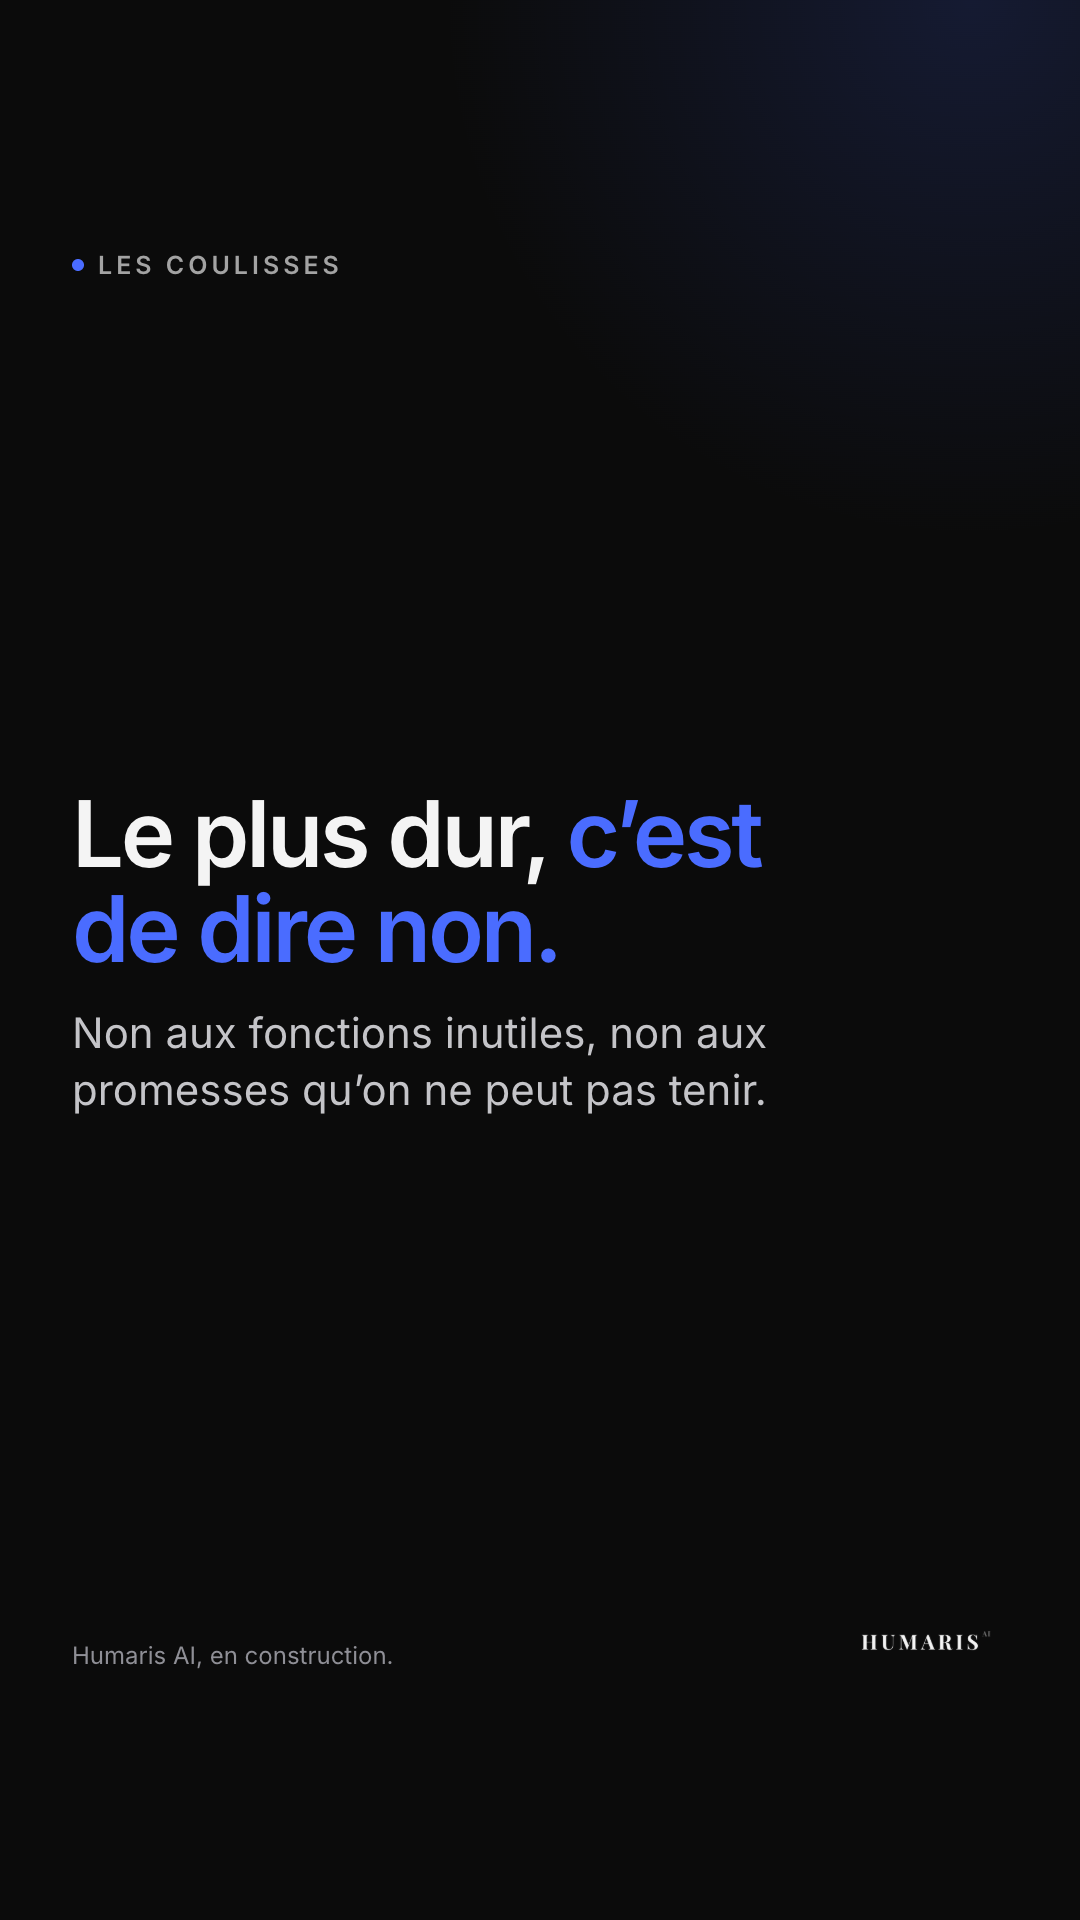 LES COULISSES
Le plus dur, c’est
de dire non.
Non aux fonctions inutiles, non aux
promesses qu’on ne peut pas tenir.
Humaris AI, en construction.
HUMARIS AI